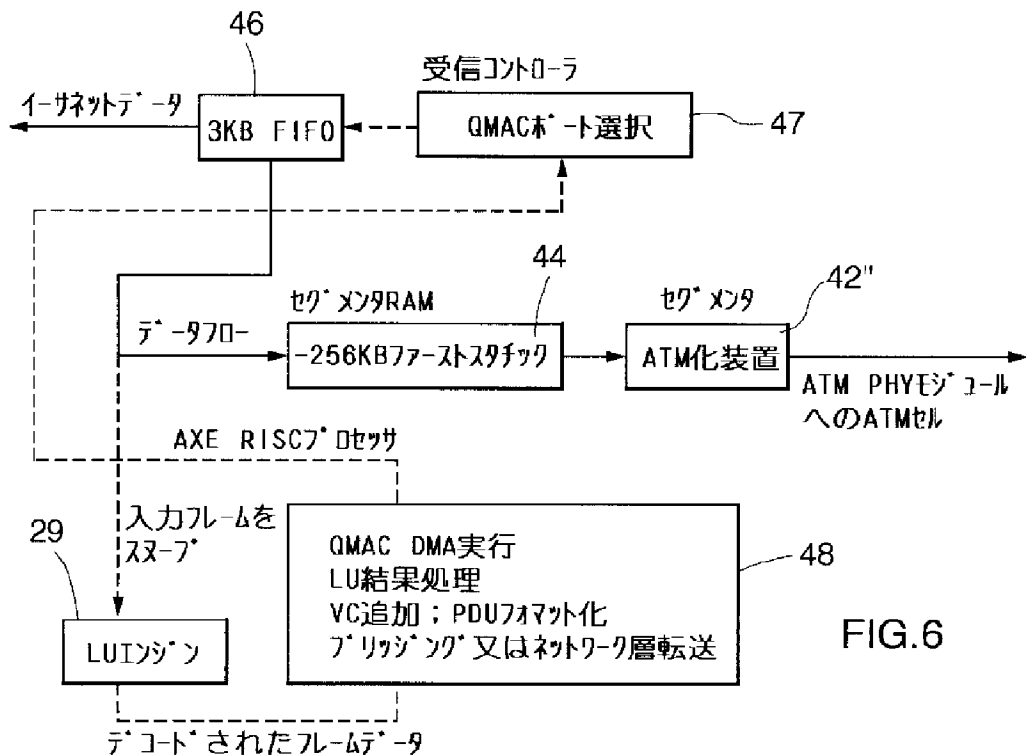 46
受信コントローラ
イーサネットデータ
3KB FIFO
QMACポート選択
47
44
42"
セグメンタRAM
セグメンタ
データフロー
-256KBファーストスタチック
ATM化装置
ATM PHYモジュール
へのATMセル
AXE RISCプロセッサ
入力フレームを
スヌープ
29
QMAC DMA実行
LU結果処理
VC追加；PDUフォマット化
ブリッジング又はネットワーク層転送
48
LUエンジン
FIG.6
デコードされたフレームデータ